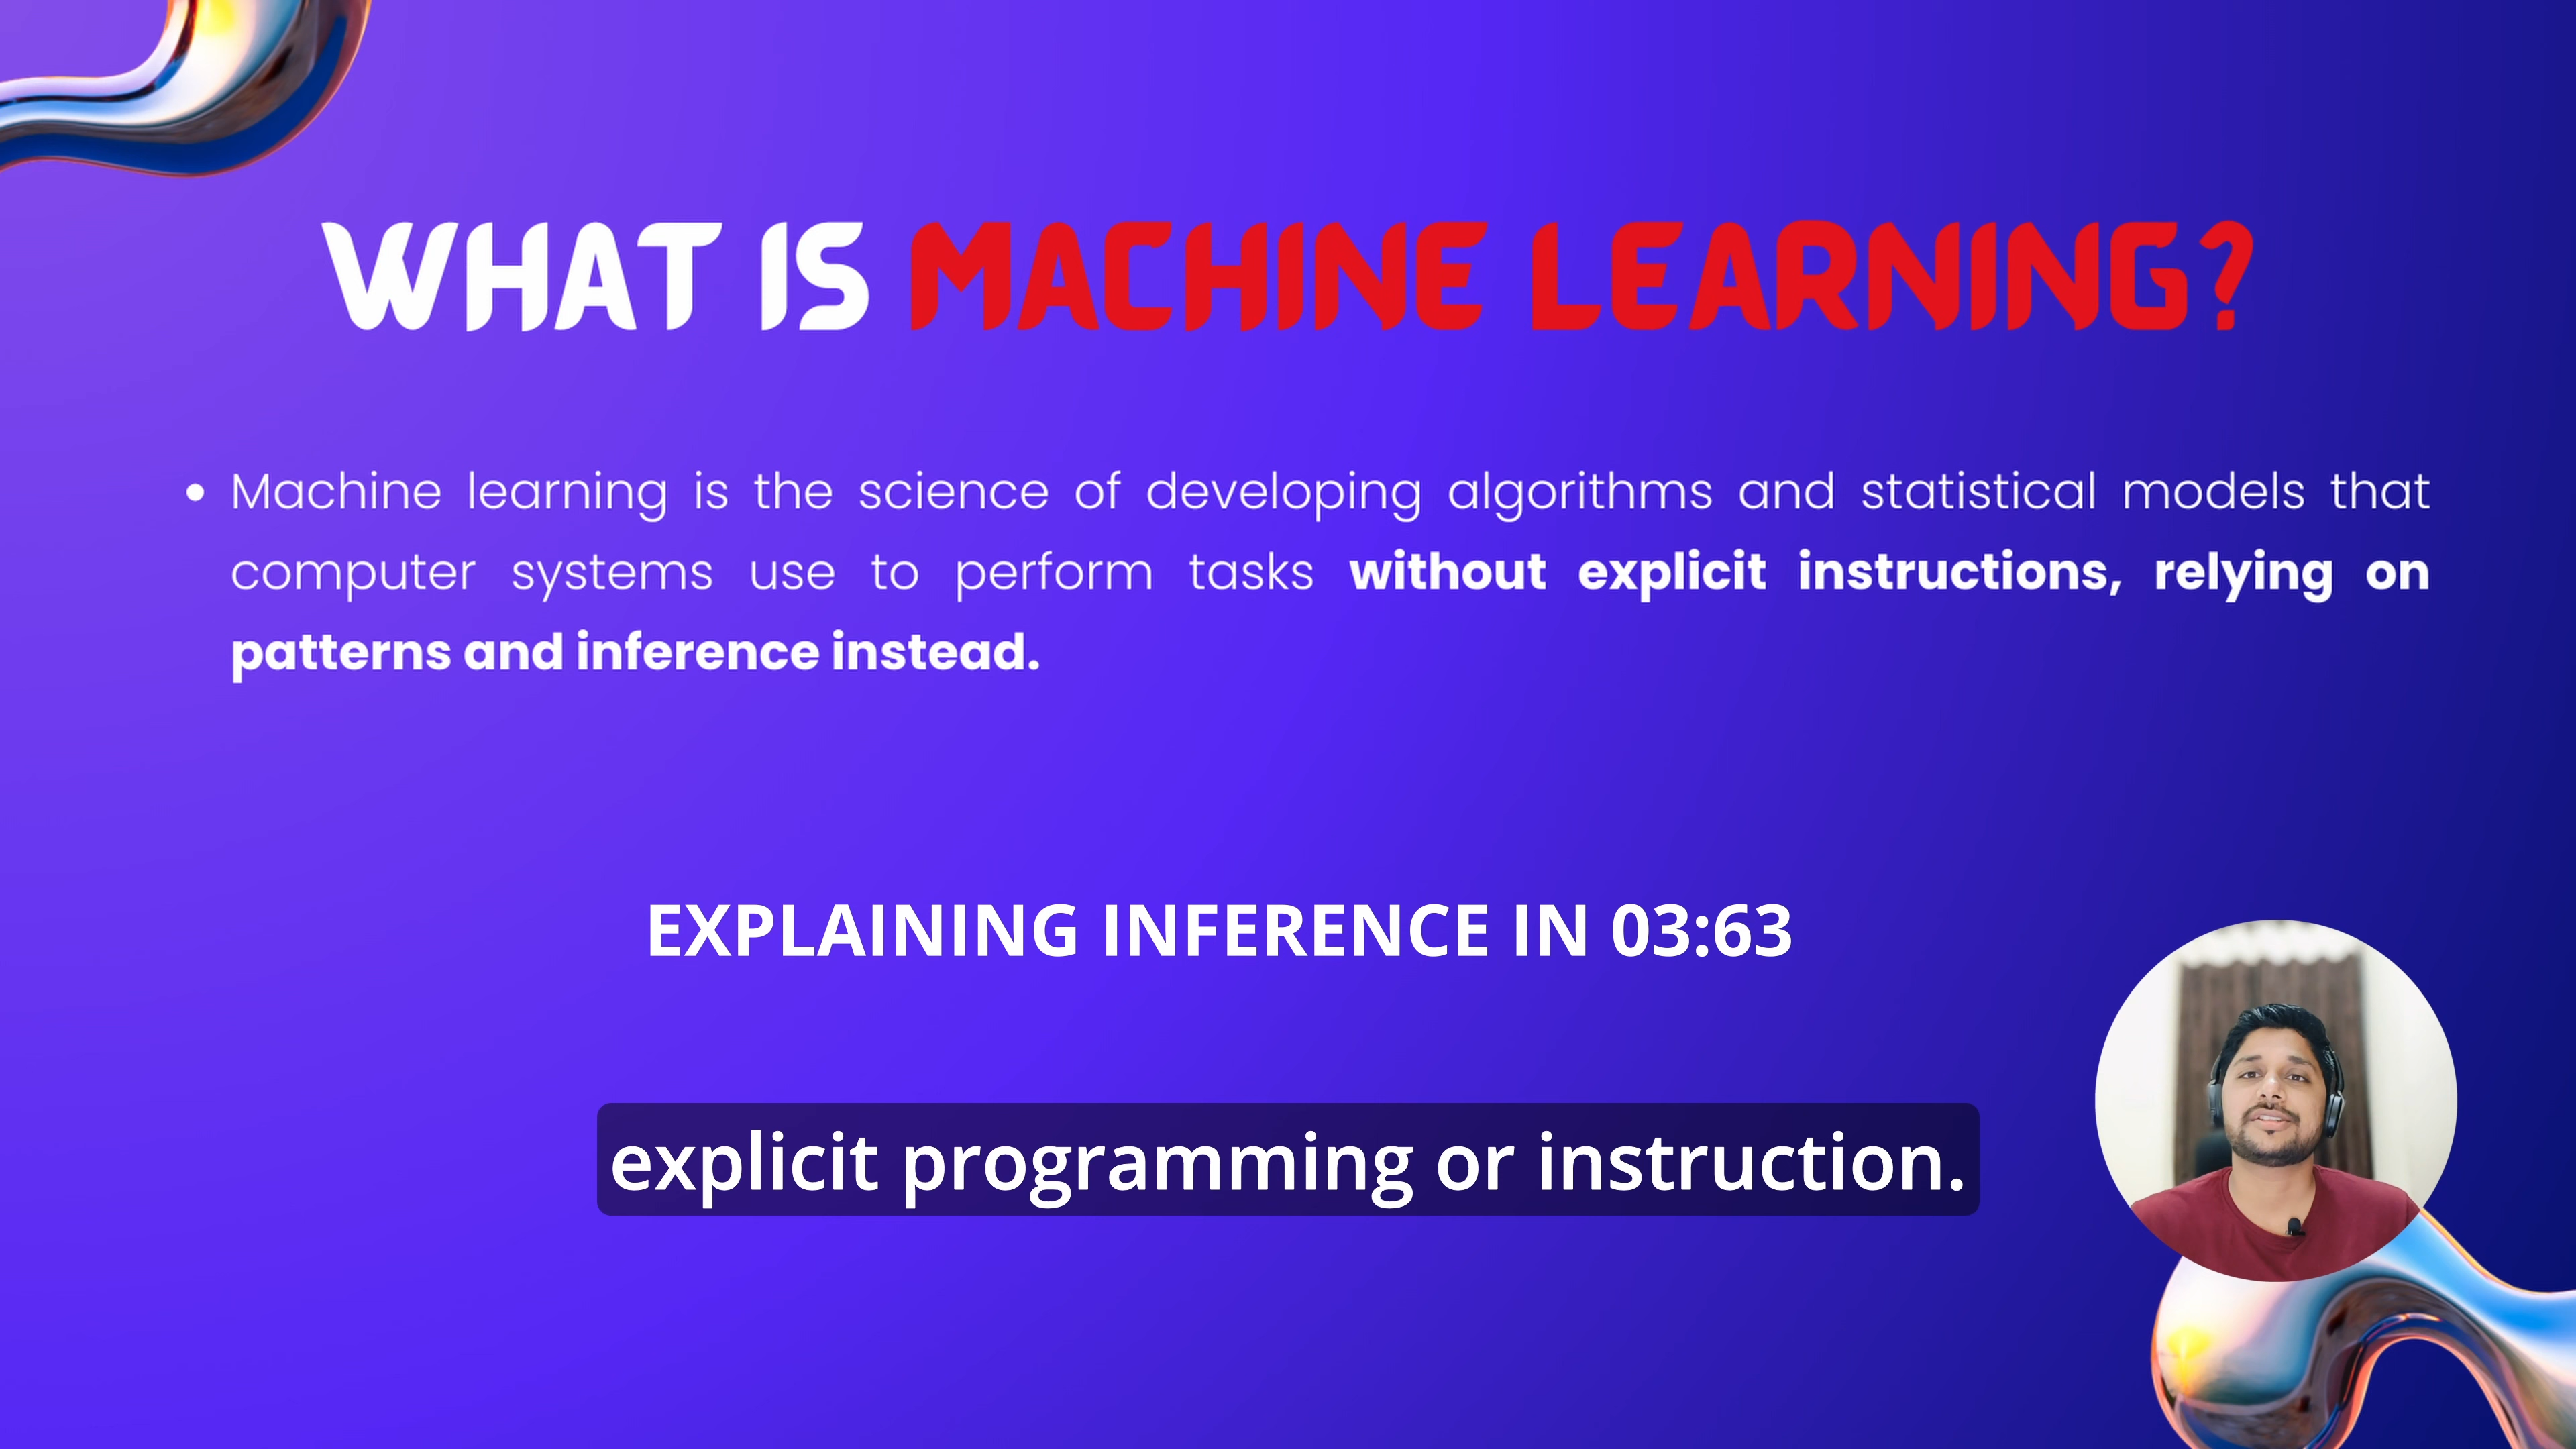 WHAT IS MACHINE LEARNING?
• Machine learning is the science of developing algorithms and statistical models that
computer systems use to perform tasks without explicit instructions, relying on
patterns and inference instead.
EXPLAINING INFERENCE IN 03:63
explicit programming or instruction.